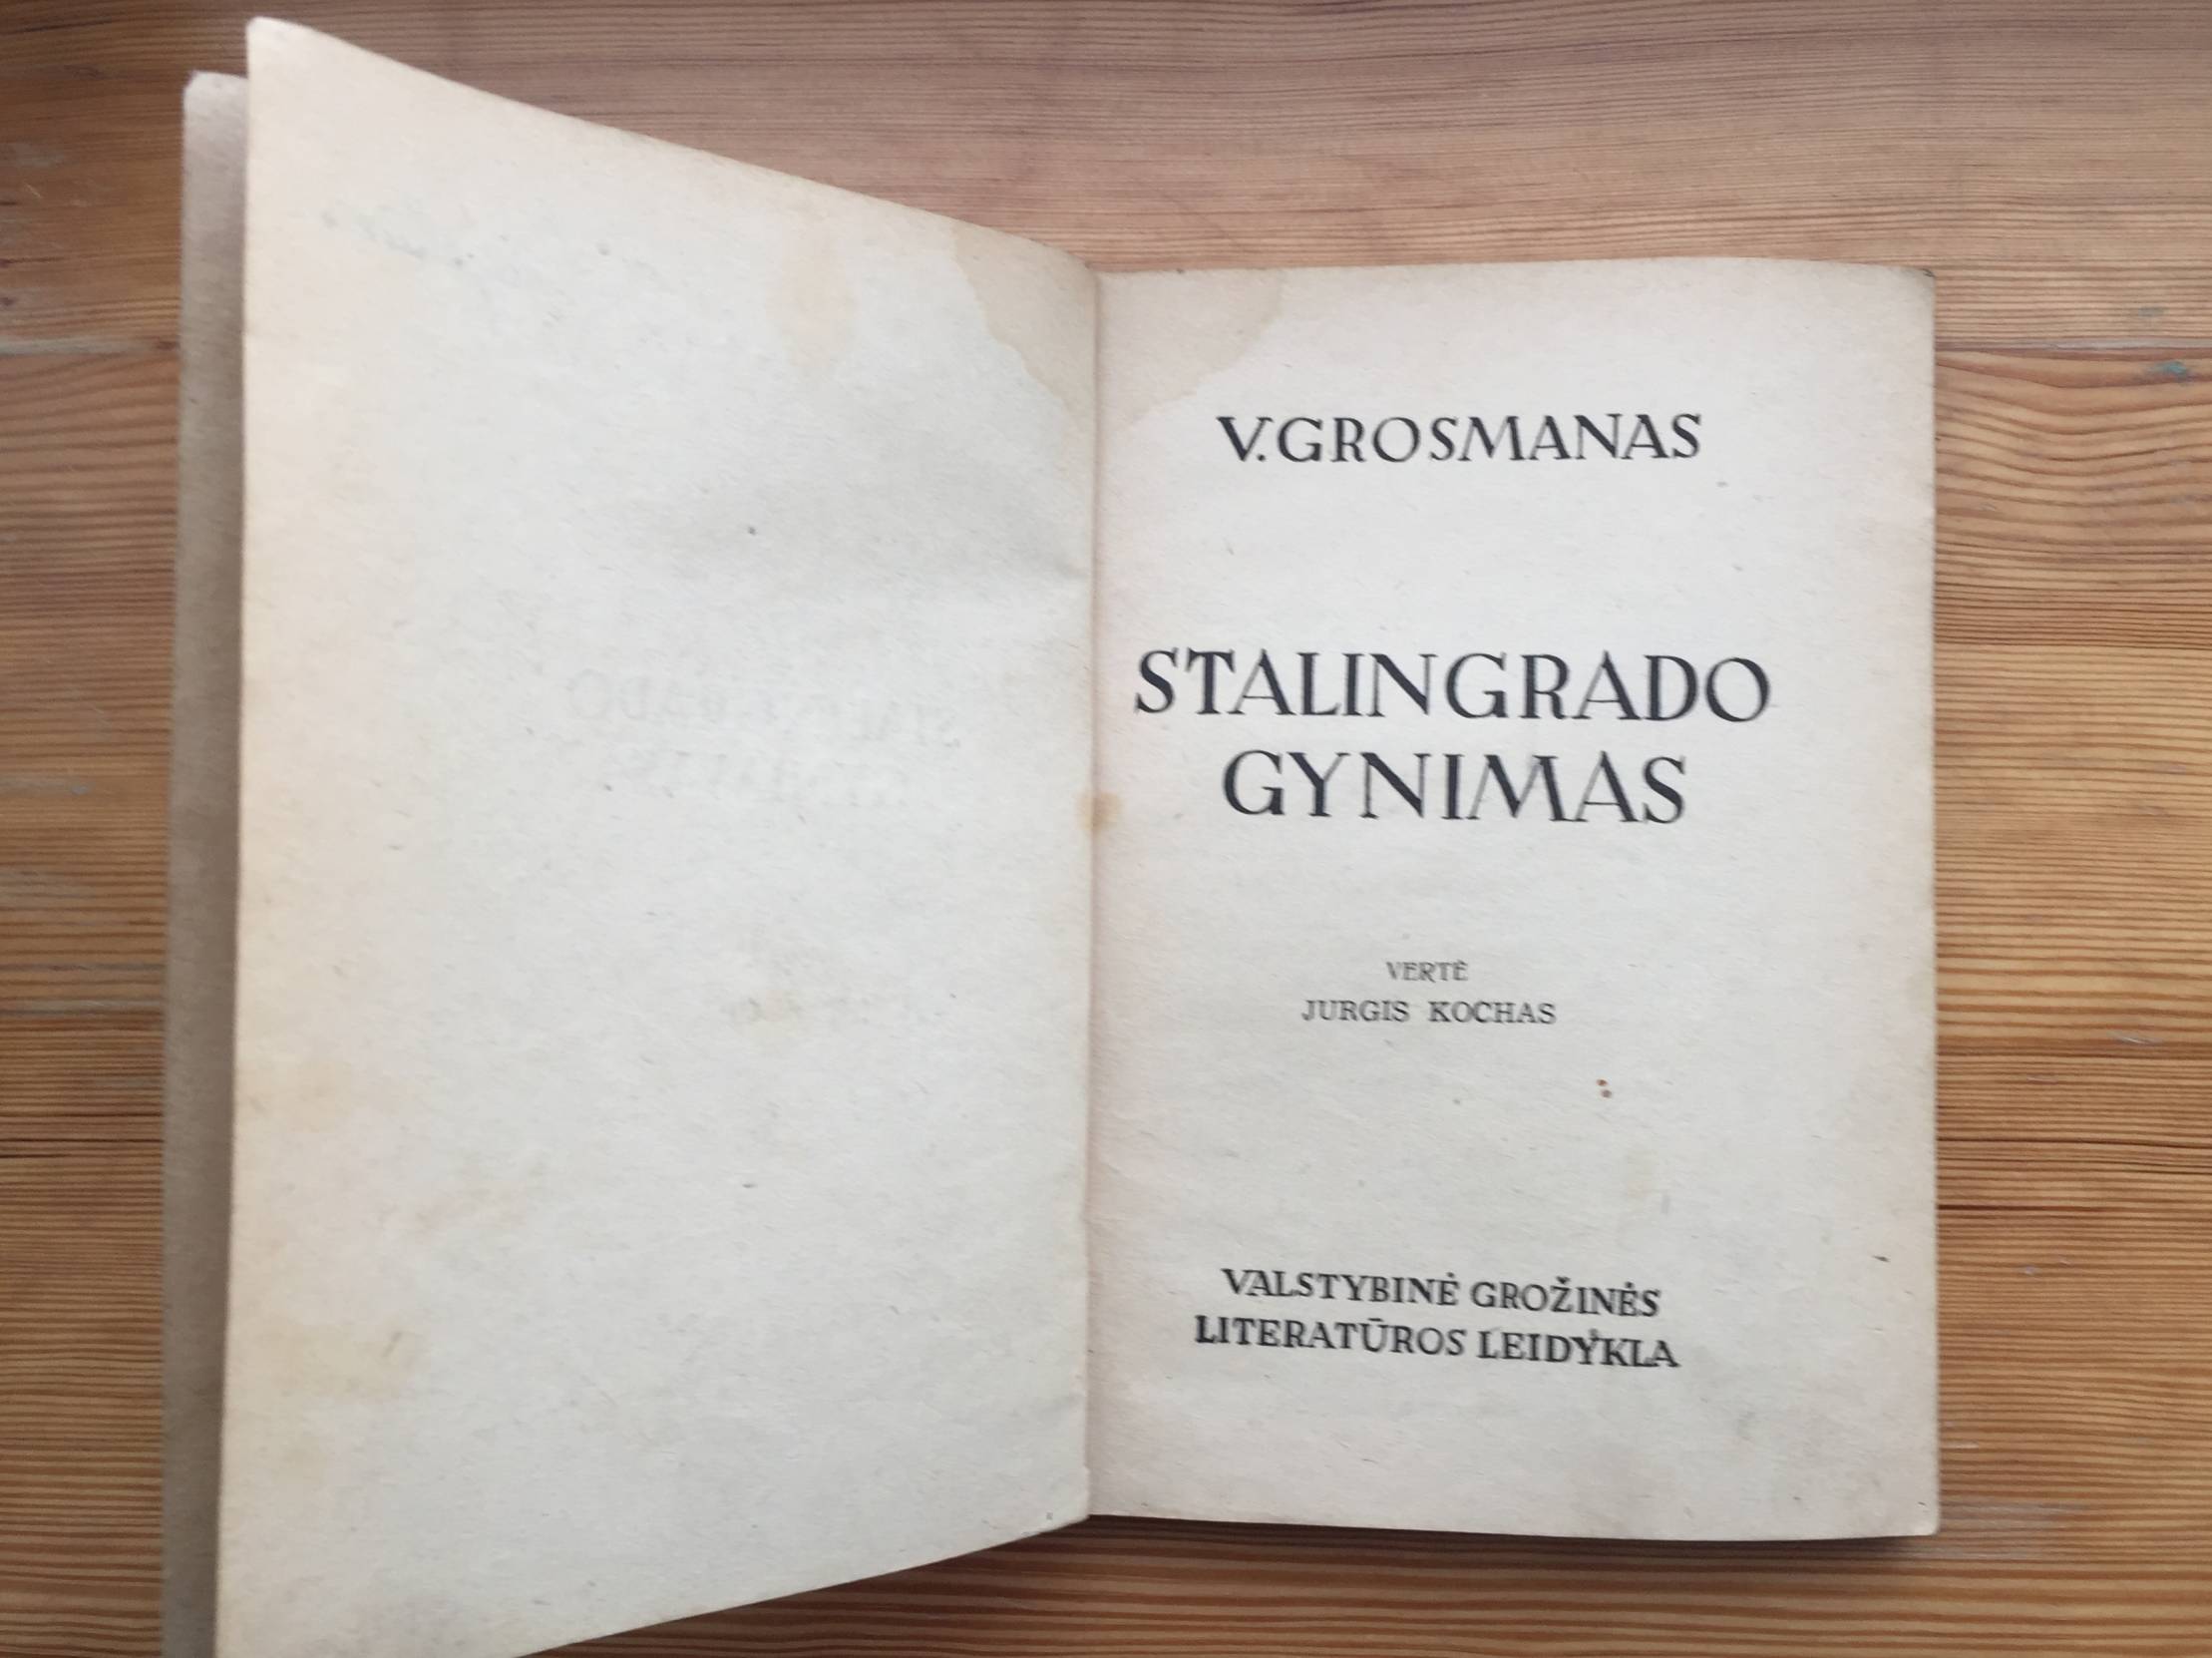 V. GROSMANAS
STALINGRADO
GYNIMAS
VERTĖ
JURGIS KOCHAS
VALSTYBINĖ GROŽINĖS
LITERATŪROS LEIDYKLA